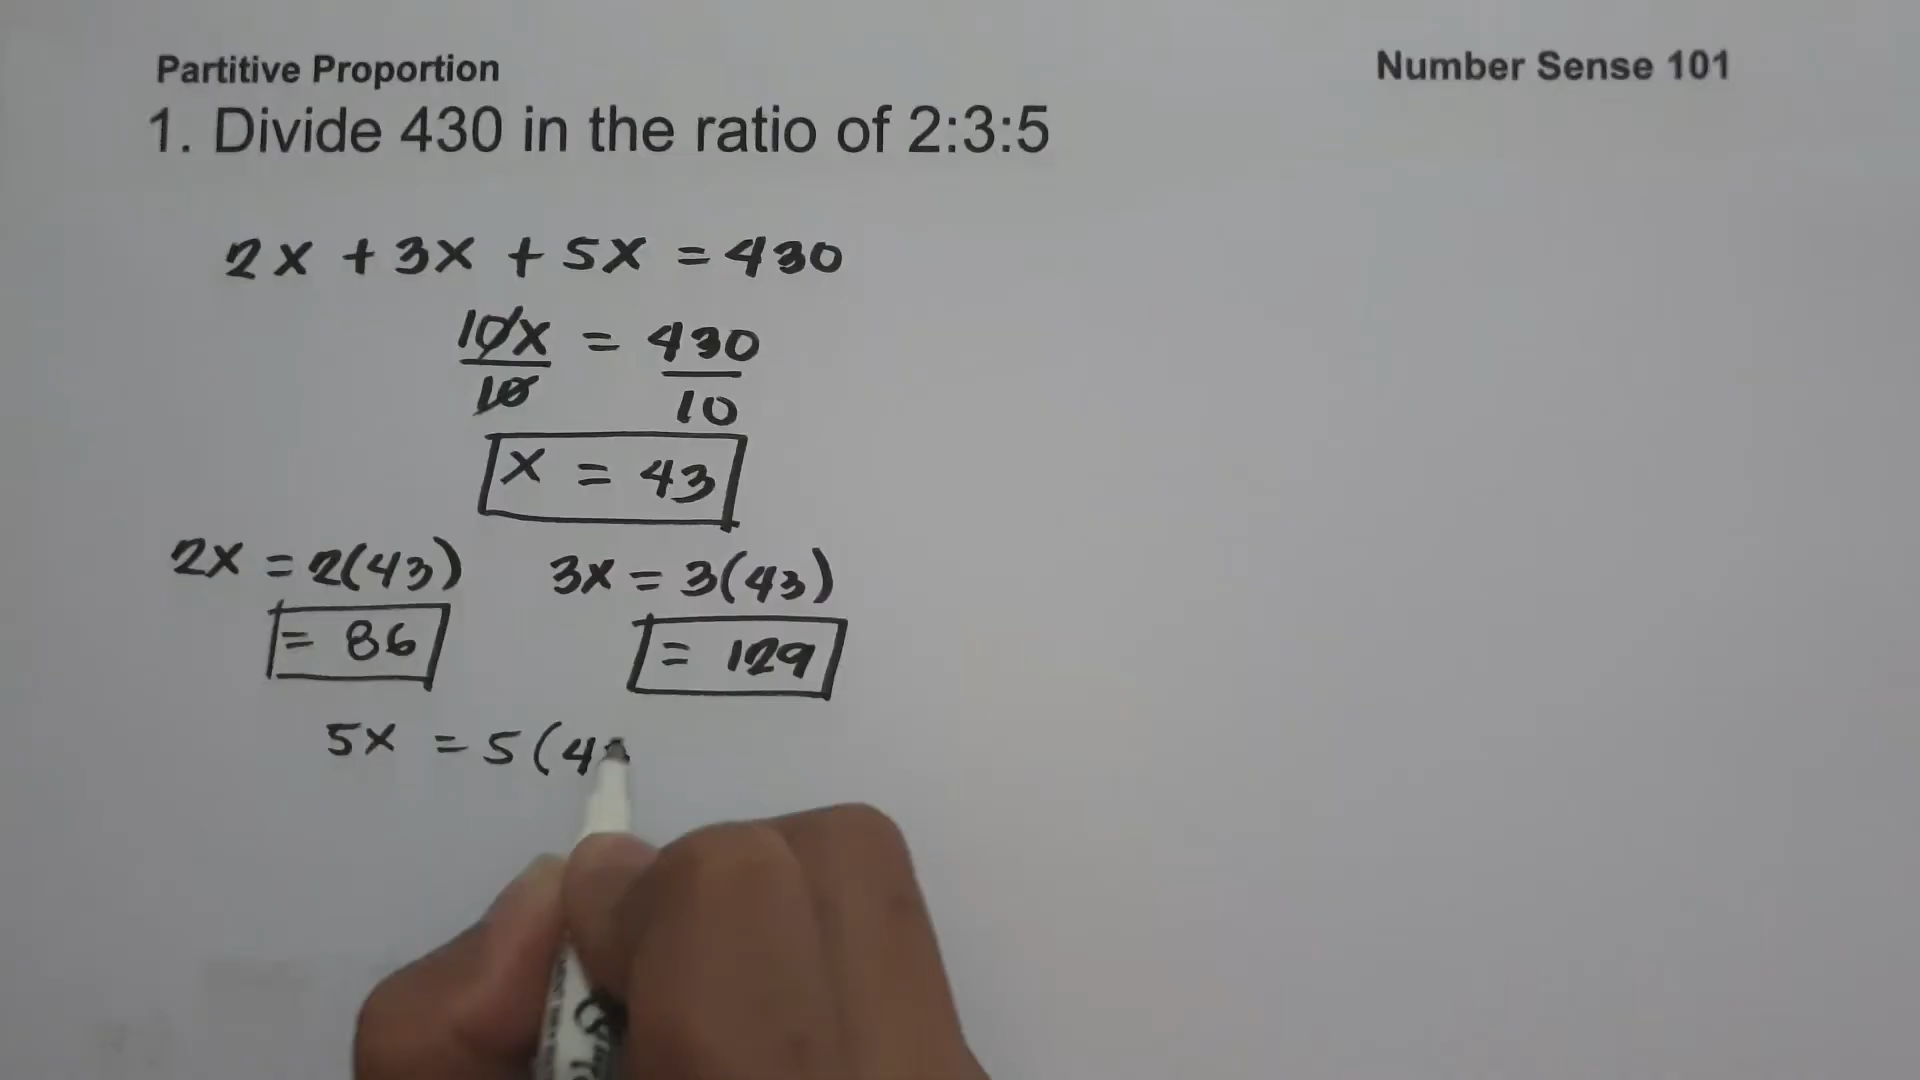 Partitive Proportion
Number Sense 101
1. Divide 430 in the ratio of 2:3:5
2x + 3x + 5x = 430
10x = 430
10 10
x = 43
2x = 2(43) 3x = 3(43)
= 86 = 129
5x = 5(4